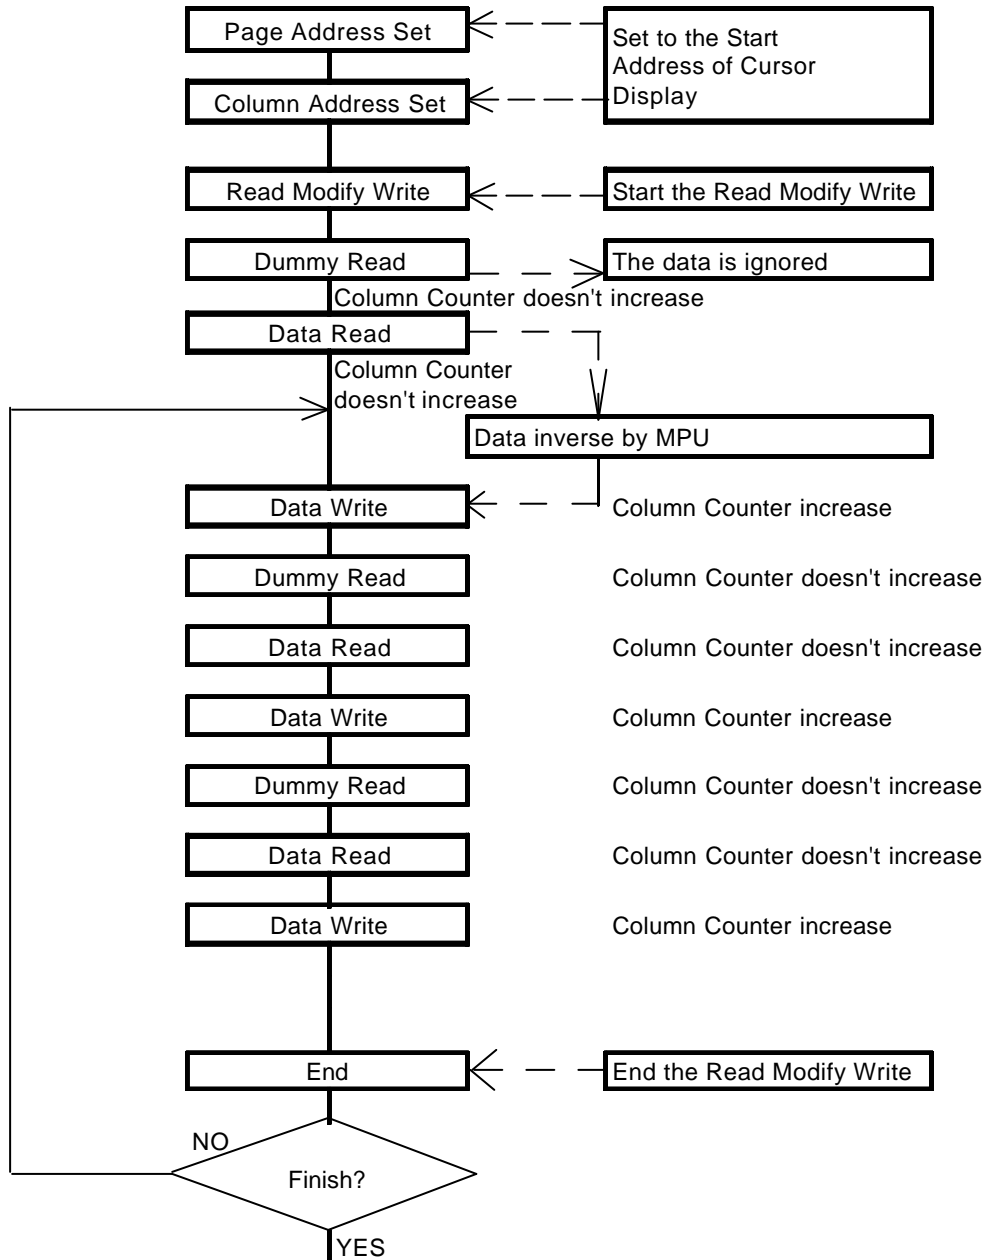 Page Address Set
Set to the Start
Address of Cursor
Display
Column Address Set
Read Modify Write
Start the Read Modify Write
Dummy Read
The data is ignored
Column Counter doesn't increase
Data Read
Column Counter
doesn't increase
Data inverse by MPU
Data Write
Column Counter increase
Dummy Read
Column Counter doesn't increase
Data Read
Column Counter doesn't increase
Data Write
Column Counter increase
Dummy Read
Column Counter doesn't increase
Data Read
Column Counter doesn't increase
Data Write
Column Counter increase
End
End the Read Modify Write
NO
Finish?
YES